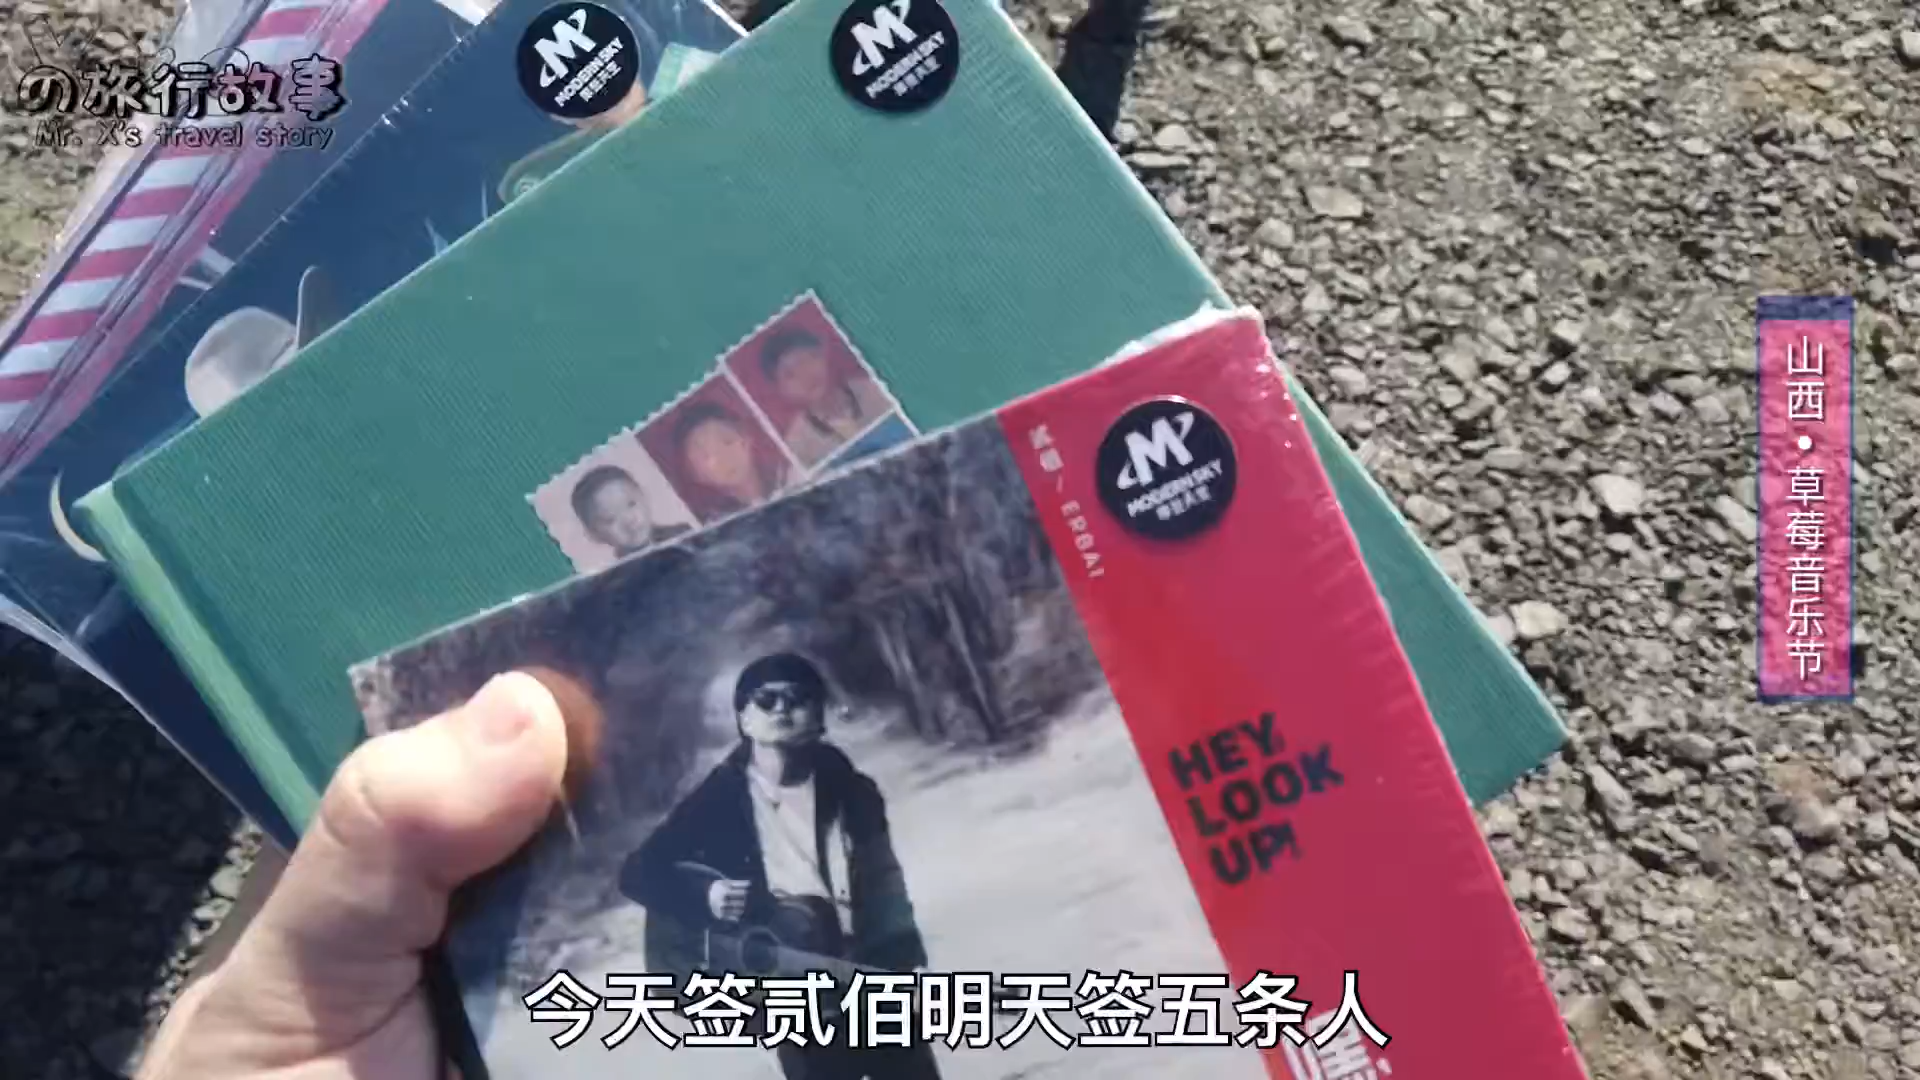 の旅行故事
Mr. X's travel story
MODERN SKY
摩登天空
MODERN SKY
摩登天空
贰佰 / ERBAI
MODERN SKY
摩登天空
HEY,
LOOK
UP!
嘿,
山西•草莓音乐节
今天签贰佰明天签五条人